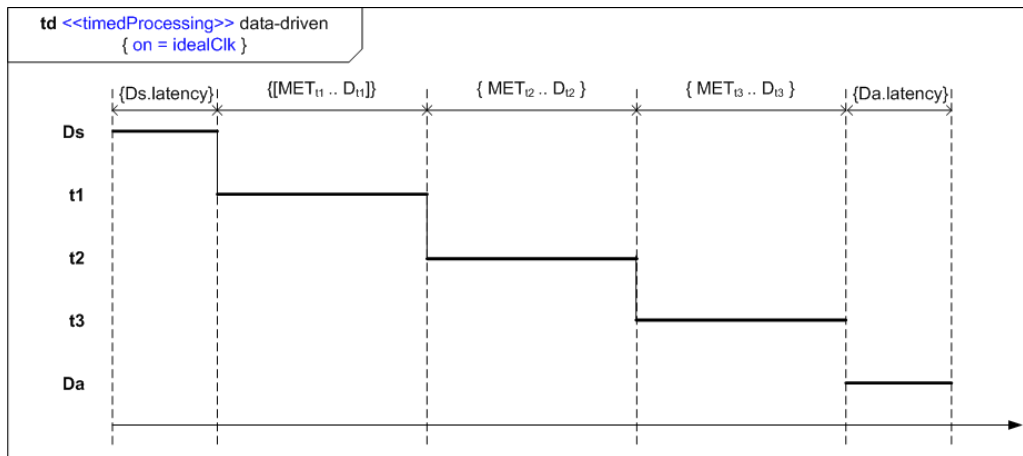 td <<timedProcessing>> data-driven
{ on = idealClk }
{Ds.latency} {[METt1 .. Dt1]} { METt2 .. Dt2 } { METt3 .. Dt3 } {Da.latency}
Ds
t1
t2
t3
Da